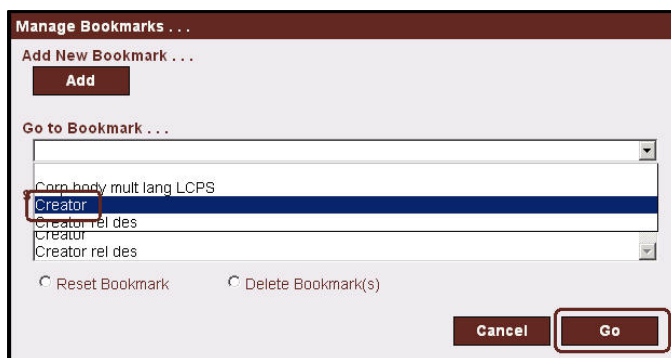 Manage Bookmarks . . .
Add New Bookmark . . .
Add
Go to Bookmark . . .
Corp body mult lang LCPS
Creator
Creator rel des
Creator
Creator rel des
Reset Bookmark Delete Bookmark(s)
Cancel Go